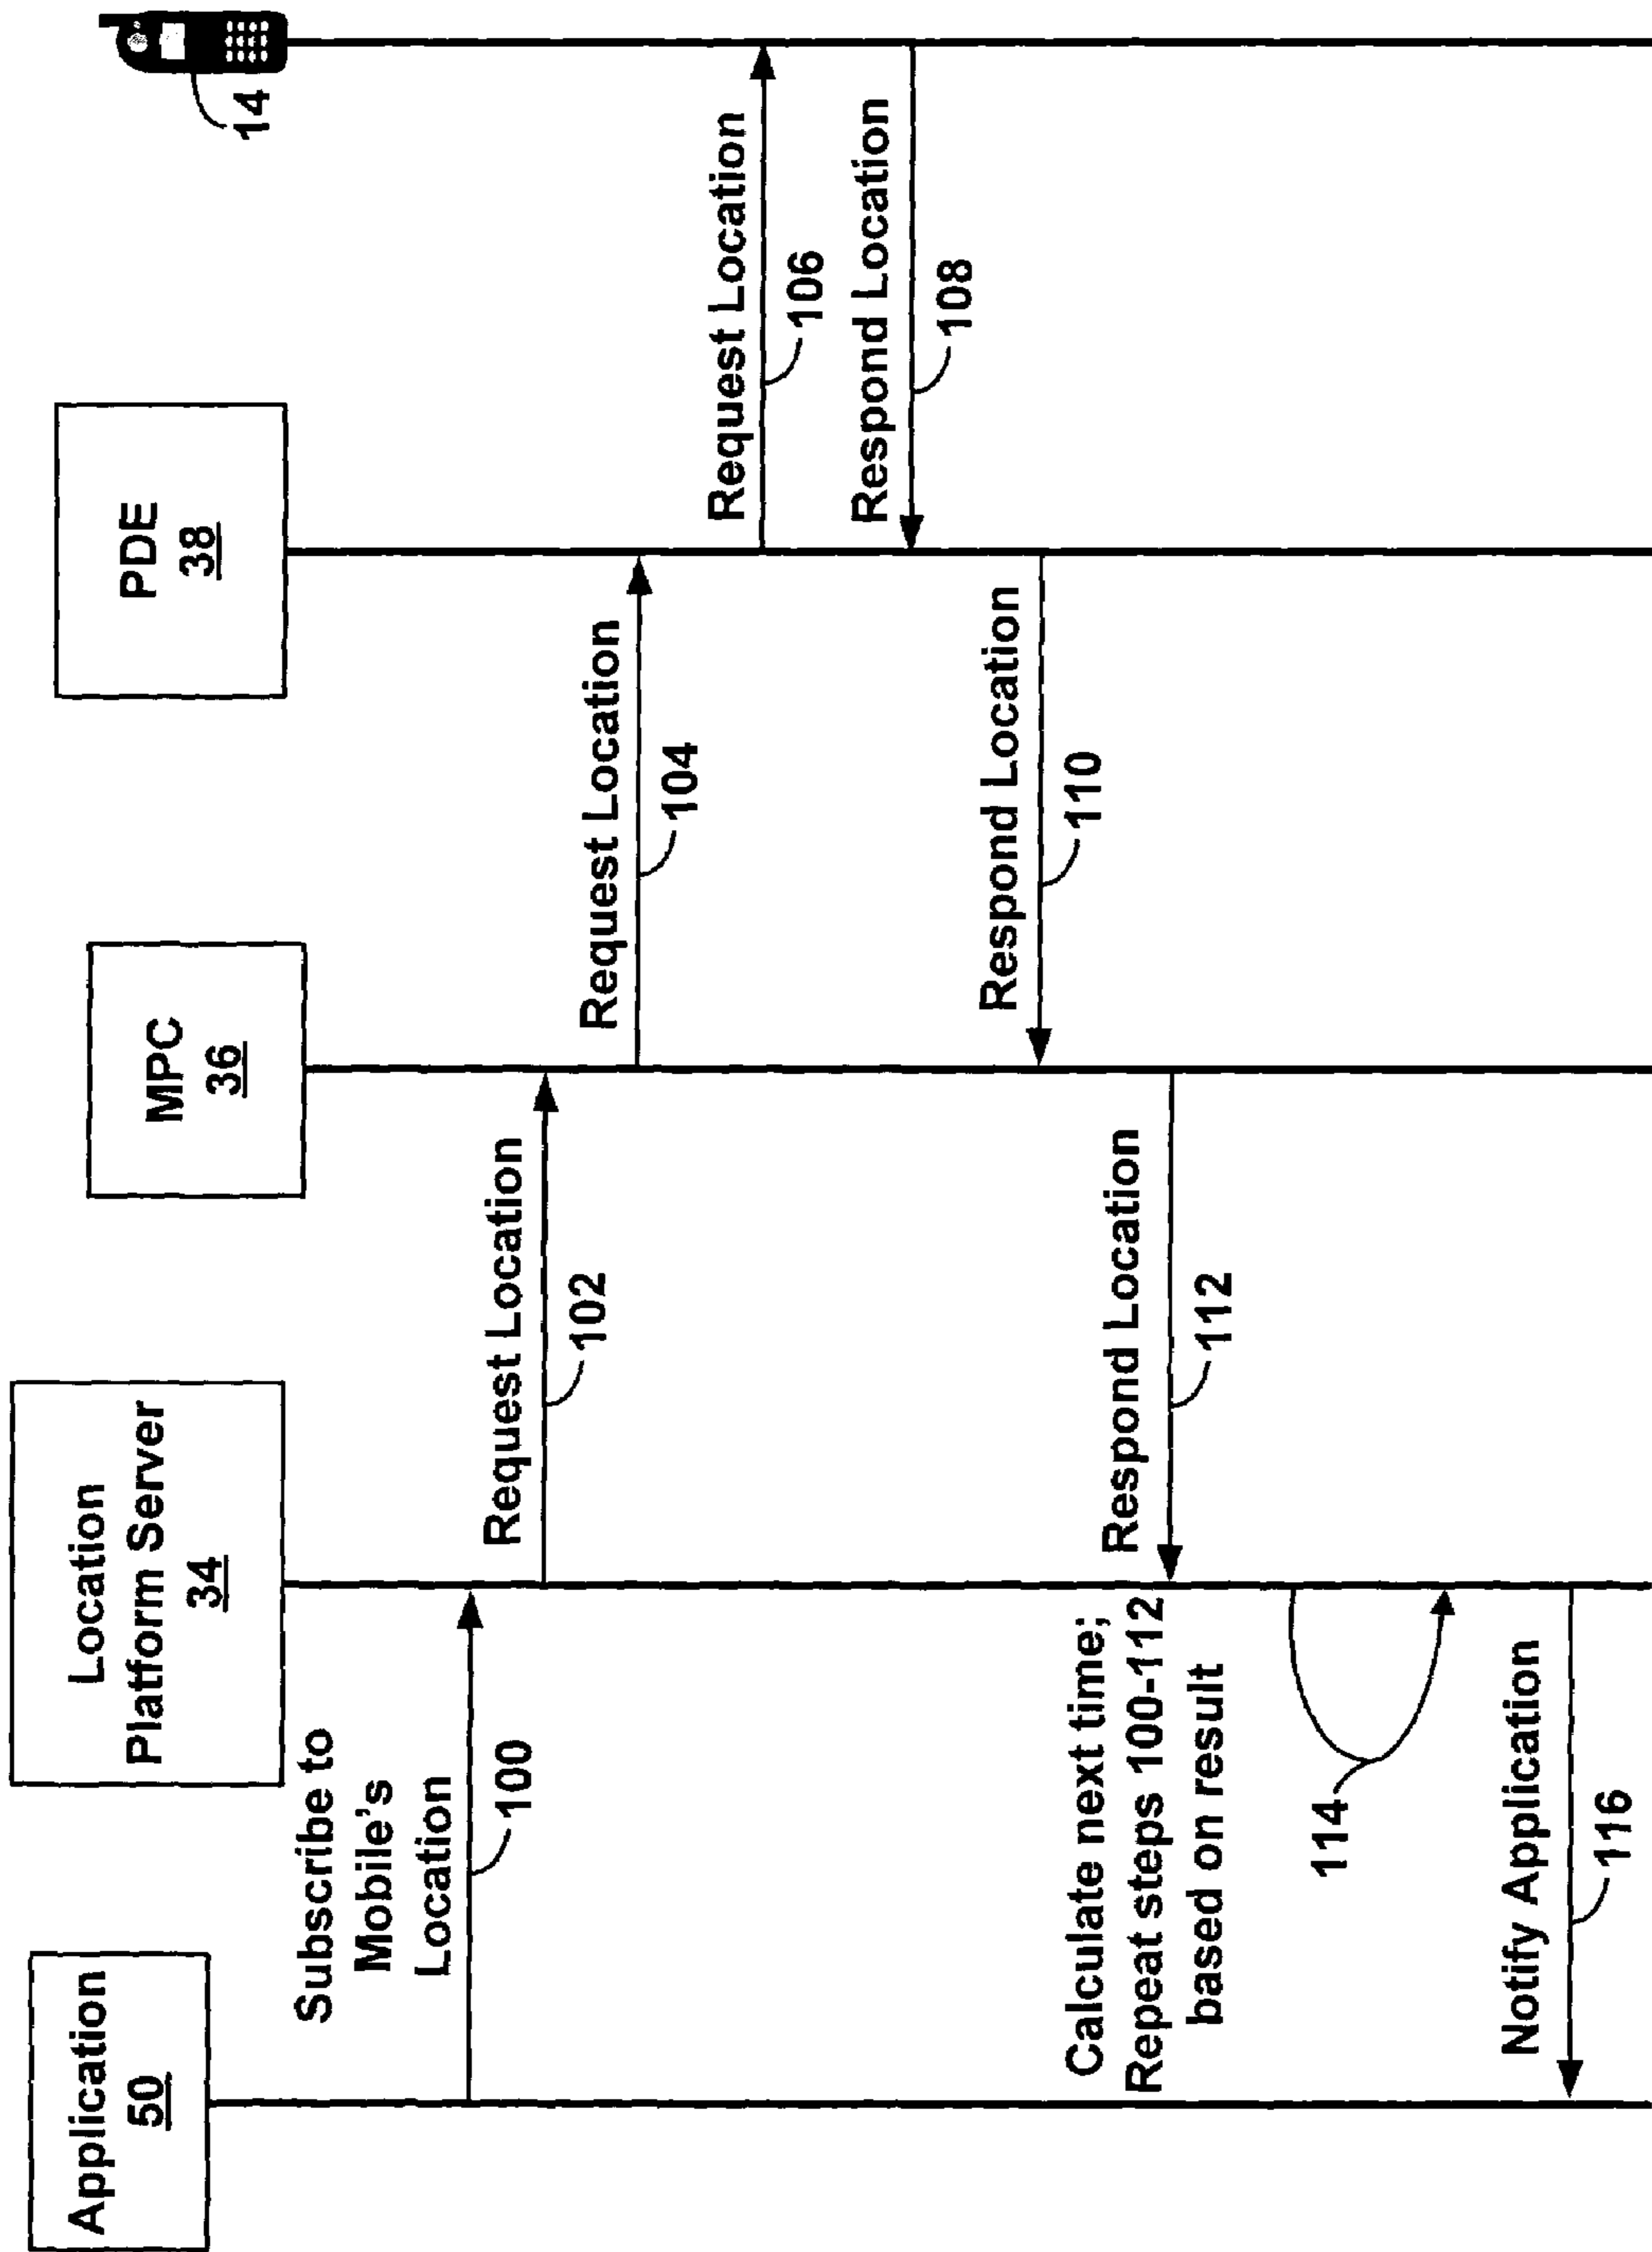 Application
50
Location
Platform Server
34
MPC
36
PDE
38
14
Subscribe to
Mobile's
Location
100
Request Location
102
Request Location
104
Request Location
106
Respond Location
108
Respond Location
110
Respond Location
112
Calculate next time;
Repeat steps 100-112
based on result
114
Notify Application
116